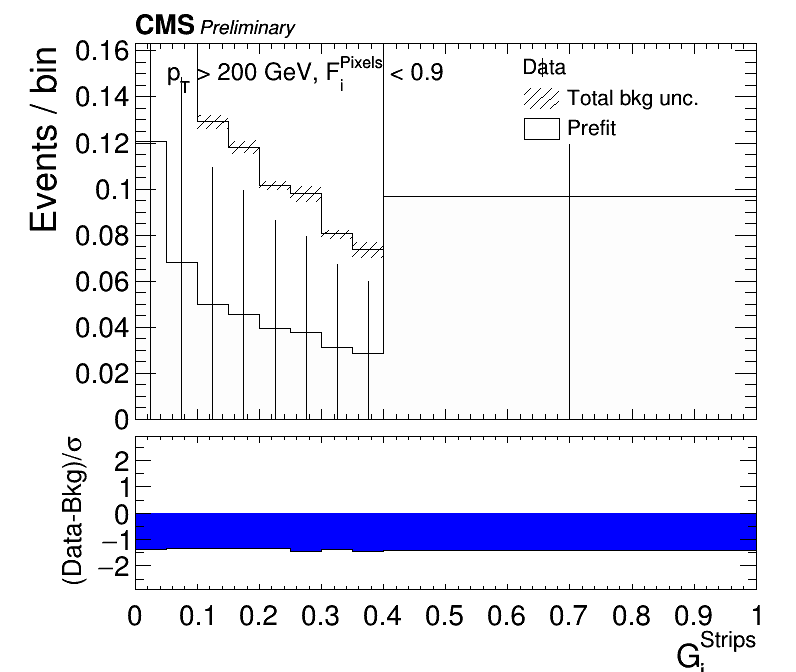 CMS Preliminary
Events / bin
p_T > 200 GeV, F_i^Pixels < 0.9
Data
Total bkg unc.
Prefit
0.16
0.14
0.12
0.1
0.08
0.06
0.04
0.02
0
(Data-Bkg)/σ
2
1
0
−1
−2
0 0.1 0.2 0.3 0.4 0.5 0.6 0.7 0.8 0.9 1
G_i^Strips